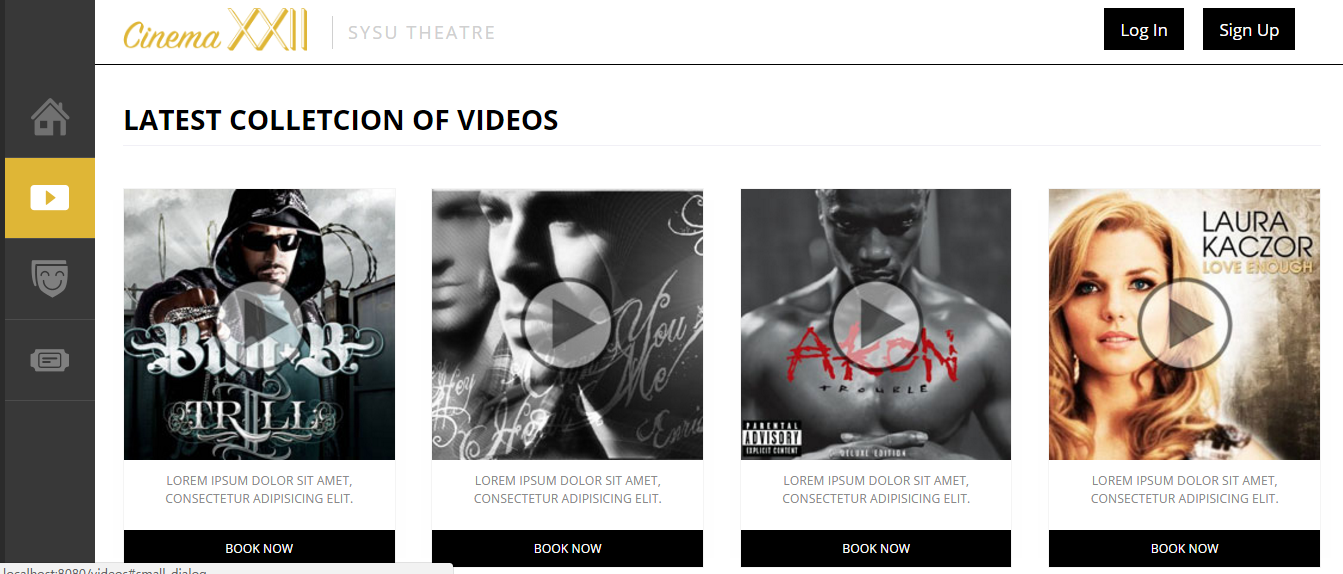 Cinema XXII
SYSU THEATRE
Log In
Sign Up
LATEST COLLETCION OF VIDEOS
Bun-B
TRILL
Hey
You
Me
AKON
TROUBLE
PARENTAL
ADVISORY
EXPLICIT CONTENT
DELUXE EDITION
LAURA
KACZOR
LOVE ENOUGH
LOREM IPSUM DOLOR SIT AMET,
CONSECTETUR ADIPISICING ELIT.
LOREM IPSUM DOLOR SIT AMET,
CONSECTETUR ADIPISICING ELIT.
LOREM IPSUM DOLOR SIT AMET,
CONSECTETUR ADIPISICING ELIT.
LOREM IPSUM DOLOR SIT AMET,
CONSECTETUR ADIPISICING ELIT.
BOOK NOW
BOOK NOW
BOOK NOW
BOOK NOW
localhost:8080/videos#small-dialog